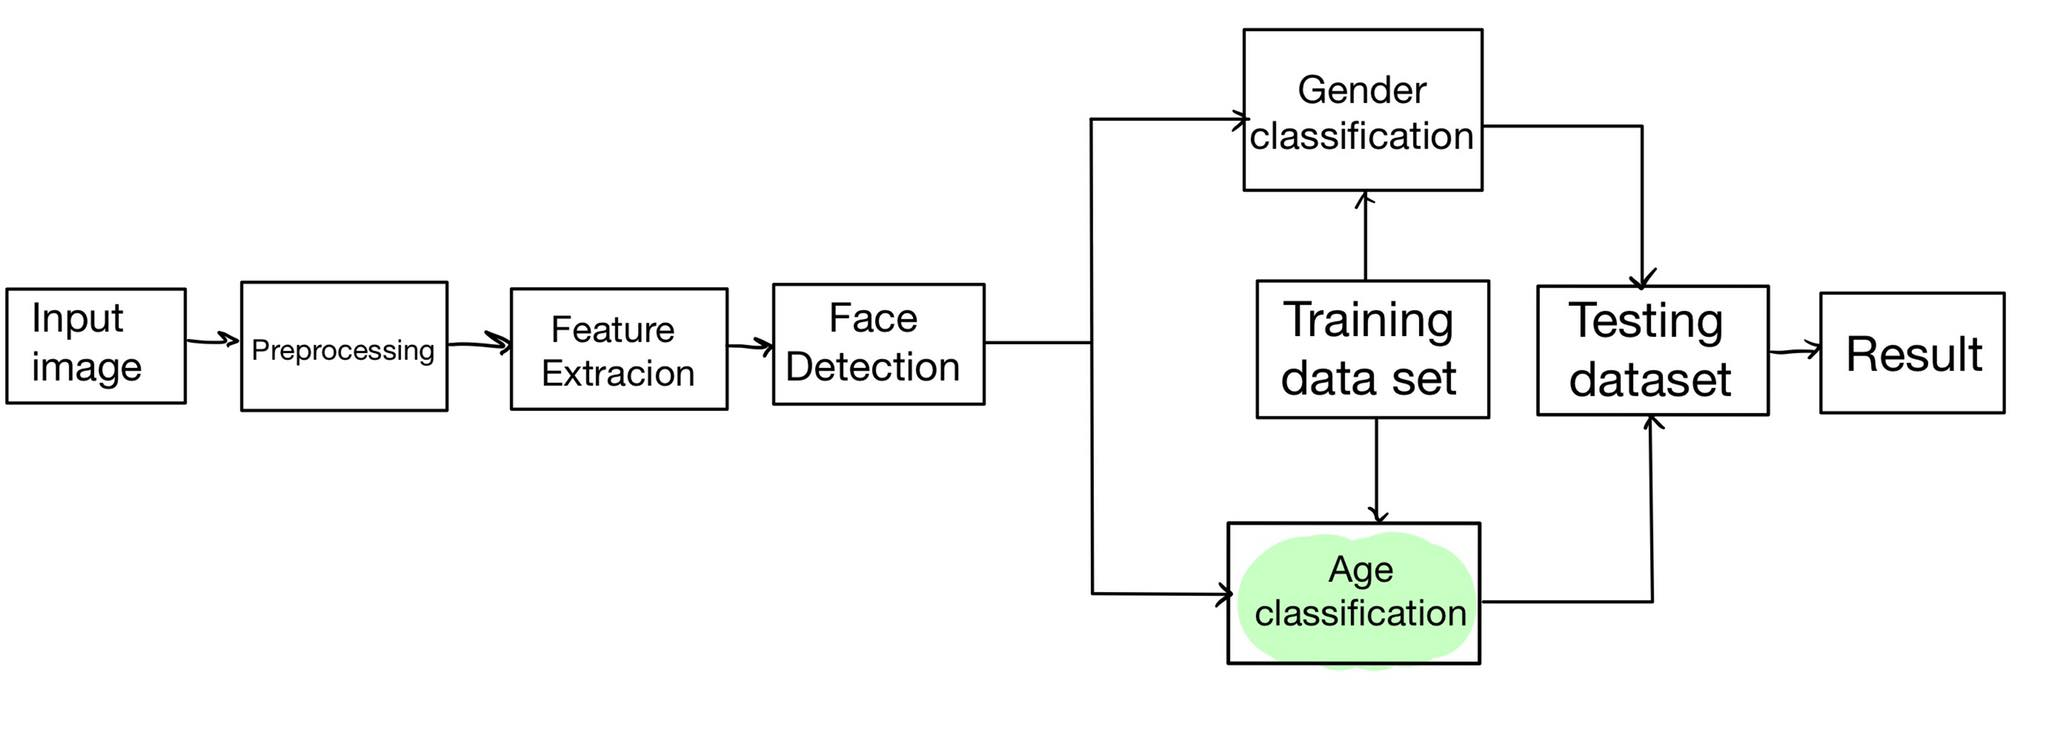 Input
image
Preprocessing
Feature
Extracion
Face
Detection
Gender
classification
Training
data set
Age
classification
Testing
dataset
Result